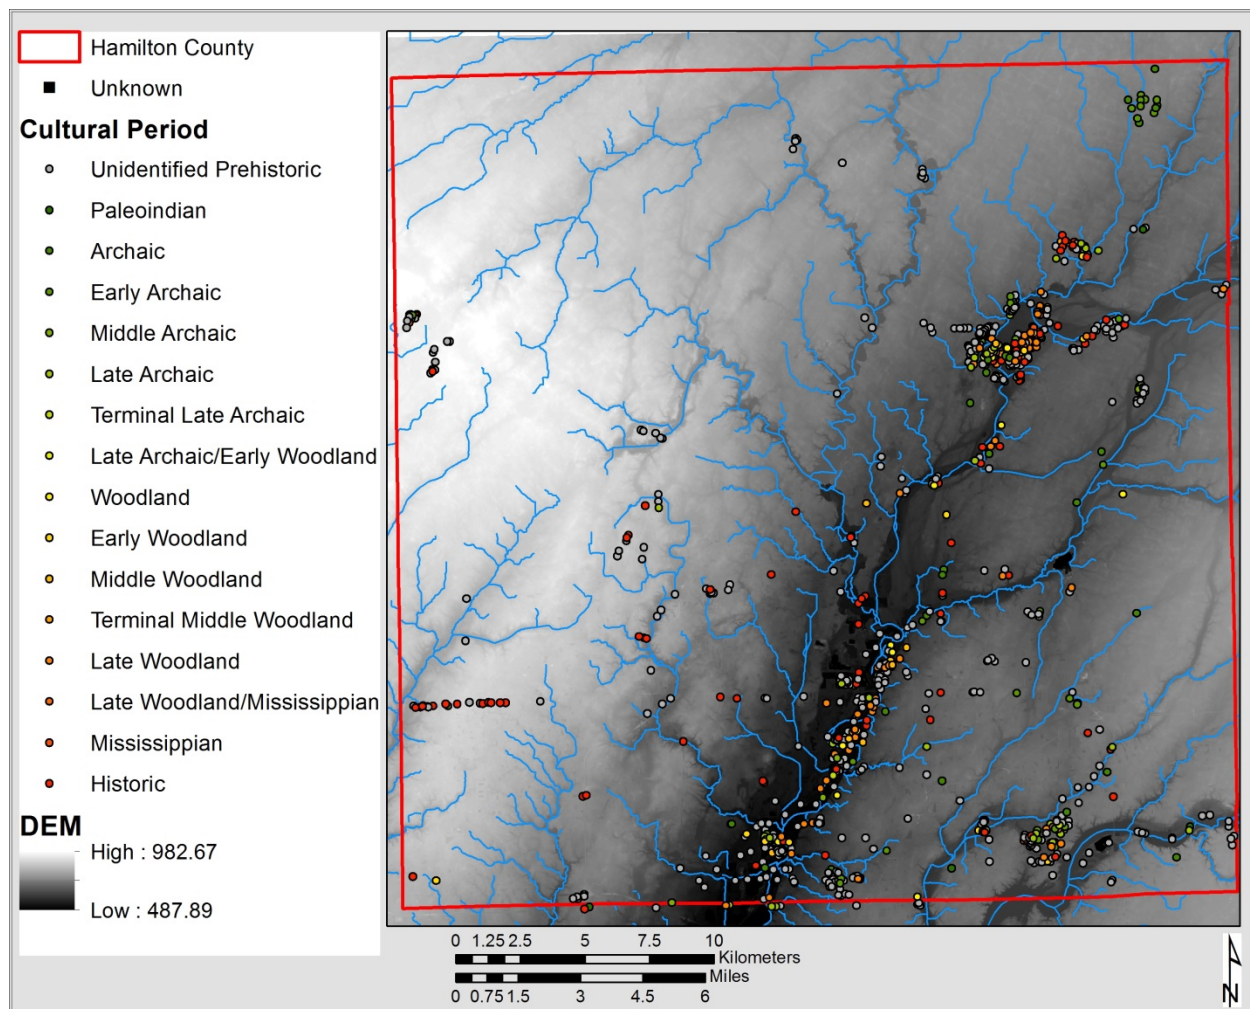 Hamilton County
Unknown
Cultural Period
Unidentified Prehistoric
Paleoindian
Archaic
Early Archaic
Middle Archaic
Late Archaic
Terminal Late Archaic
Late Archaic/Early Woodland
Woodland
Early Woodland
Middle Woodland
Terminal Middle Woodland
Late Woodland
Late Woodland/Mississippian
Mississippian
Historic
DEM
High : 982.67
Low : 487.89
0 1.25 2.5 5 7.5 10
Kilometers
Miles
0 0.75 1.5 3 4.5 6
N